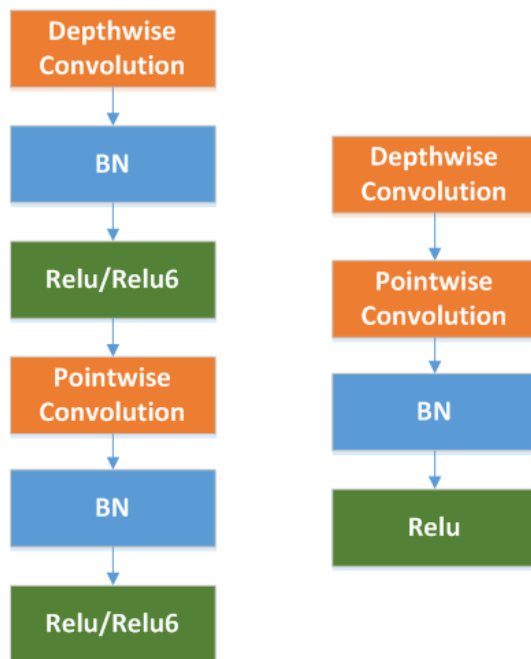 Depthwise
Convolution
BN
Relu/Relu6
Pointwise
Convolution
BN
Relu/Relu6
Depthwise
Convolution
Pointwise
Convolution
BN
Relu